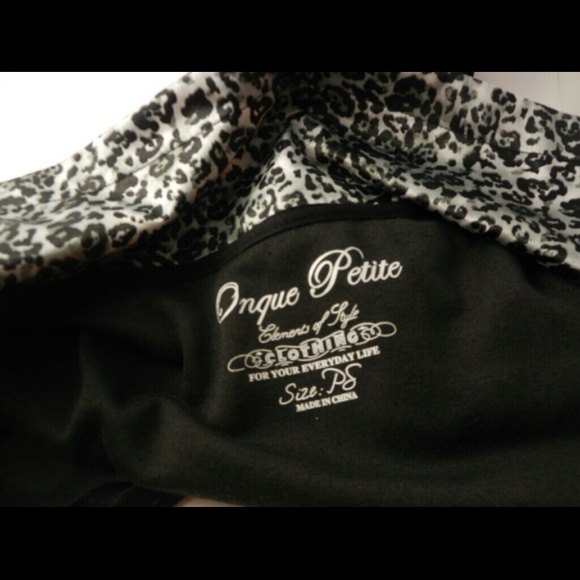 Onque Petite
Elements of Style
CLOTHING
FOR YOUR EVERYDAY LIFE
Size: PS
MADE IN CHINA